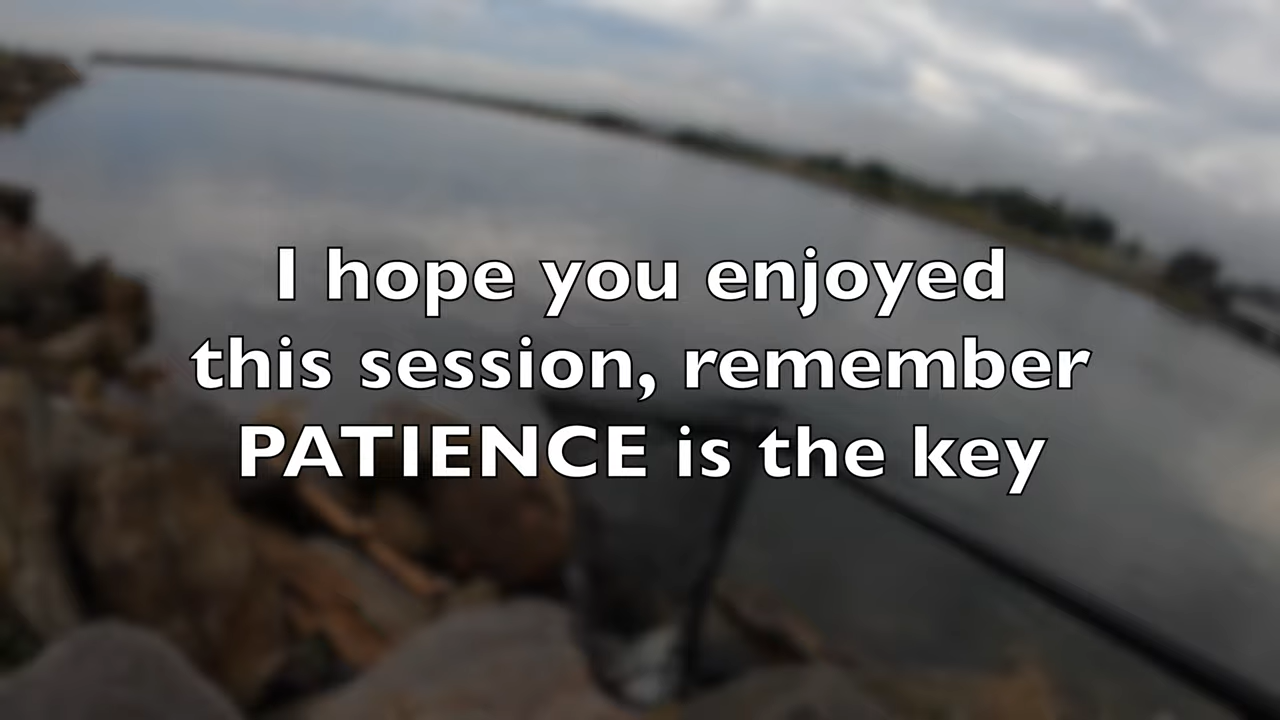 I hope you enjoyed
this session, remember
PATIENCE is the key